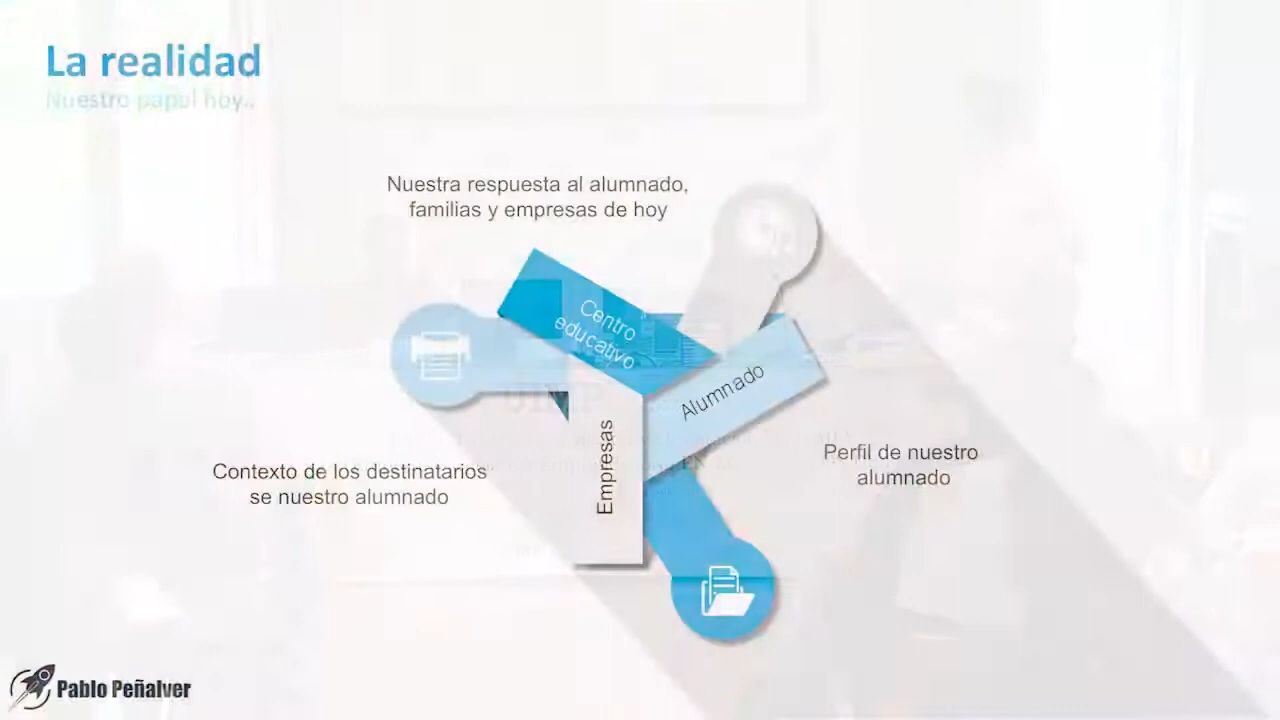 La realidad
Nuestro papel hoy..
Nuestra respuesta al alumnado,
familias y empresas de hoy
Centro
educativo
Alumnado
Empresas
Contexto de los destinatarios
se nuestro alumnado
Perfil de nuestro
alumnado
Pablo Peñalver